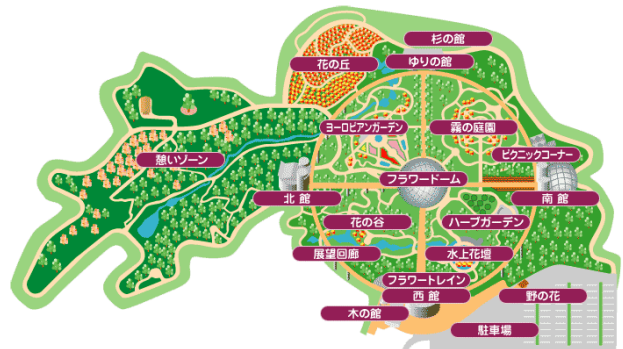 杉の館
花の丘
ゆりの館
ヨーロピアンガーデン
霧の庭園
憩いゾーン
ピクニックコーナー
フラワードーム
北館
南館
花の谷
ハーブガーデン
展望回廊
水上花壇
フラワートレイン
西館
野の花
木の館
駐車場